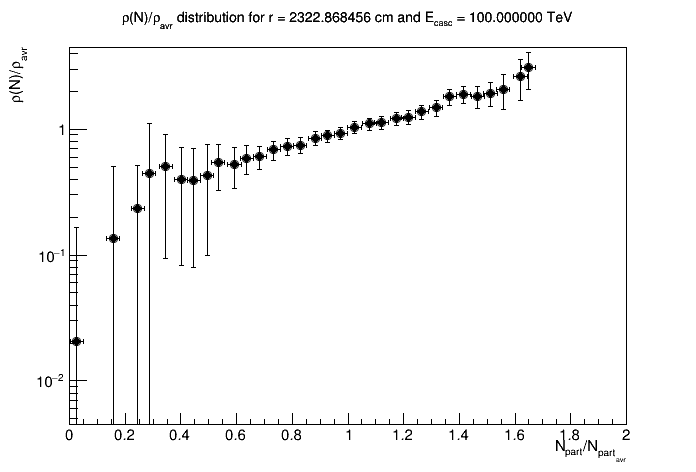 ρ(N)/ρavr distribution for r = 2322.868456 cm and Ecasc = 100.000000 TeV
ρ(N)/ρavr
1
10−1
10−2
0 0.2 0.4 0.6 0.8 1 1.2 1.4 1.6 1.8 2
Npart/Npartavr